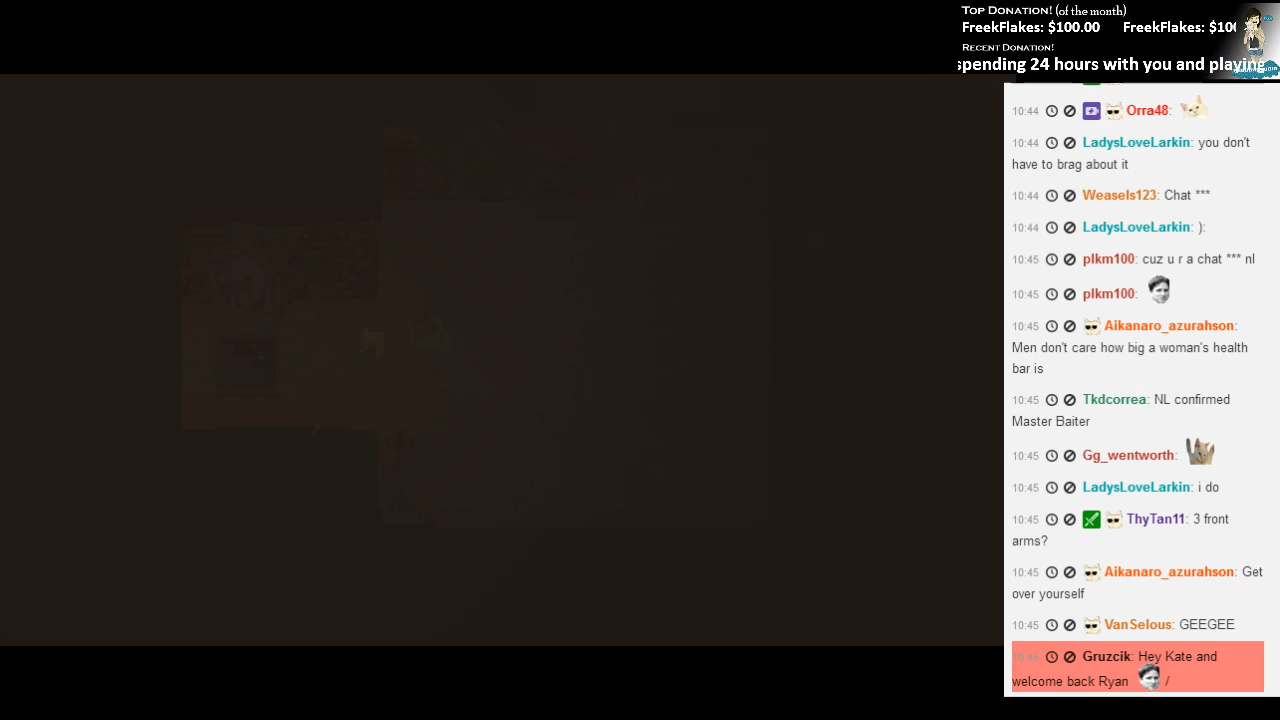 TOP DONATION! (of the month)
FreekFlakes: $100.00 FreekFlakes: $10
RECENT DONATION!
spending 24 hours with you and playing
10:44 Orra48:
10:44 LadysLoveLarkin: you don't
have to brag about it
10:44 Weasels123: Chat ***
10:44 LadysLoveLarkin: ):
10:45 plkm100: cuz u r a chat *** nl
10:45 plkm100:
10:45 Aikanaro_azurahson:
Men don't care how big a woman's health
bar is
10:45 Tkdcorrea: NL confirmed
Master Baiter
10:45 Gg_wentworth:
10:45 LadysLoveLarkin: i do
10:45 ThyTan11: 3 front
arms?
10:45 Aikanaro_azurahson: Get
over yourself
10:45 VanSelous: GEEGEE
10:45 Gruzcik: Hey Kate and
welcome back Ryan /